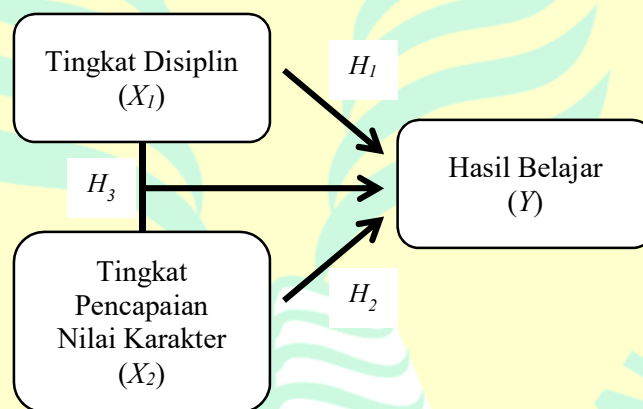 Tingkat Disiplin
(X1)
H1
Hasil Belajar
(Y)
H3
Tingkat
Pencapaian
Nilai Karakter
(X2)
H2